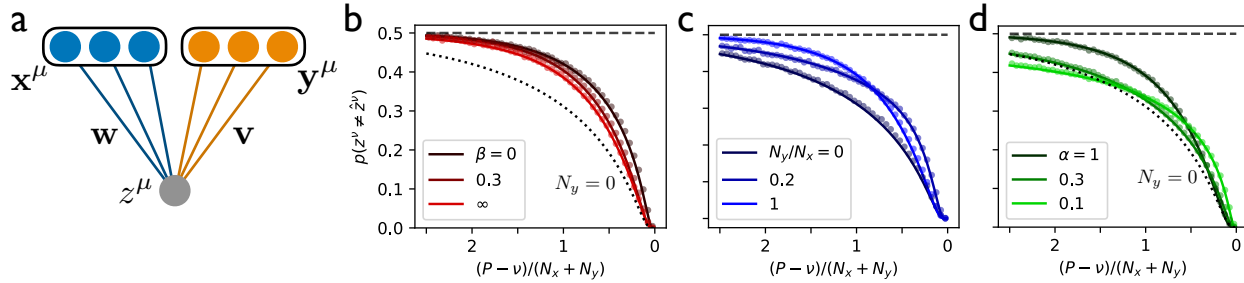 a
x^μ
y^μ
w
v
z^μ
b
p(z^ν ≠ ẑ^ν)
0.5
0.4
0.3
0.2
0.1
0.0
β = 0
0.3
∞
N_y = 0
2
1
0
(P − ν)/(N_x + N_y)
c
N_y/N_x = 0
0.2
1
2
1
0
(P − ν)/(N_x + N_y)
d
α = 1
0.3
0.1
N_y = 0
2
1
0
(P − ν)/(N_x + N_y)